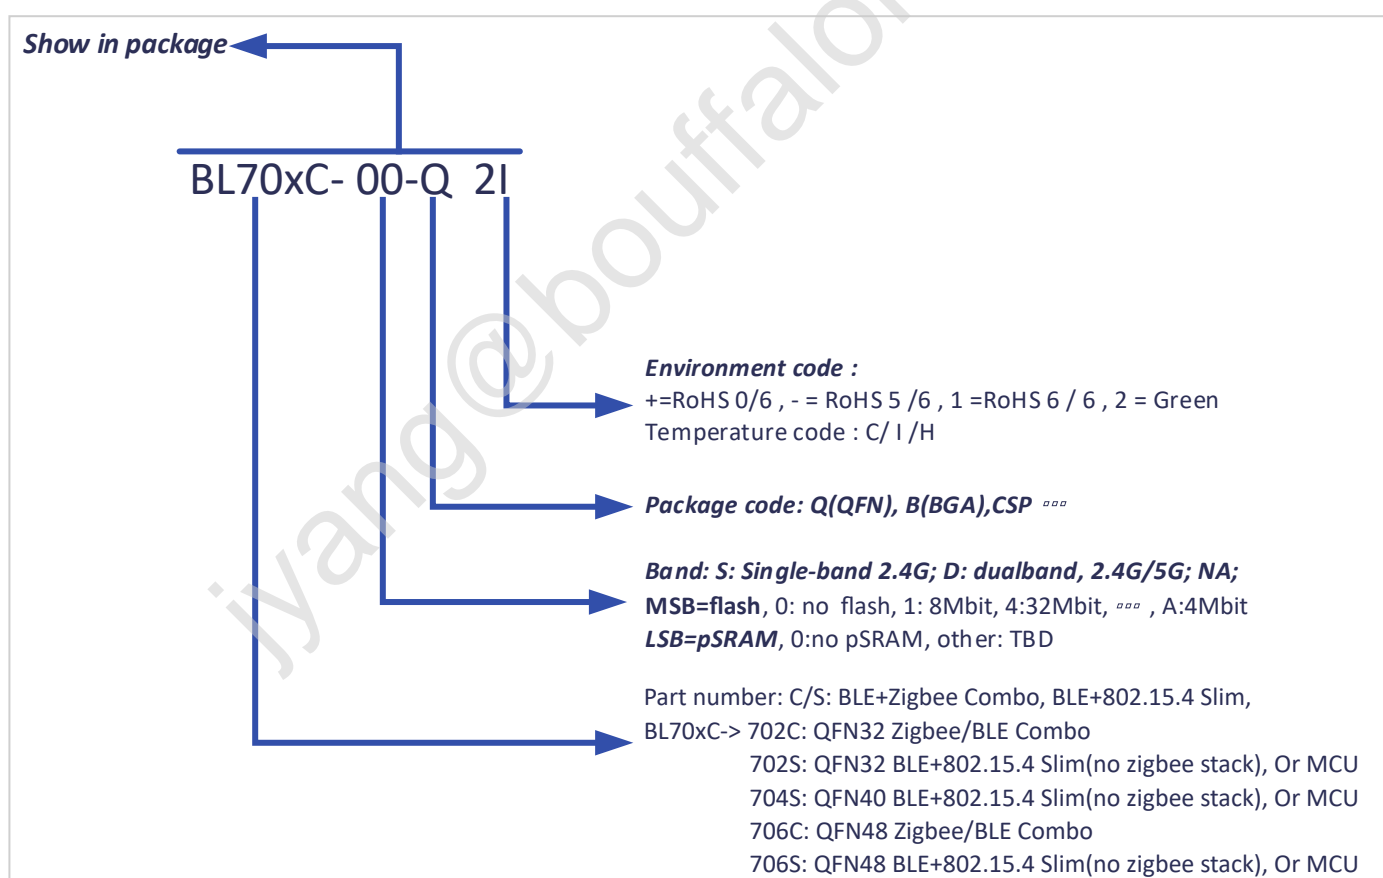 Show in package
BL70xC- 00-Q 2I
Environment code :
+=RoHS 0/6 , - = RoHS 5 /6 , 1 =RoHS 6 / 6 , 2 = Green
Temperature code : C/ I /H
Package code: Q(QFN), B(BGA),CSP ▫▫▫
Band: S: Single-band 2.4G; D: dualband, 2.4G/5G; NA;
MSB=flash, 0: no flash, 1: 8Mbit, 4:32Mbit, ▫▫▫ , A:4Mbit
LSB=pSRAM, 0:no pSRAM, other: TBD
Part number: C/S: BLE+Zigbee Combo, BLE+802.15.4 Slim,
BL70xC-> 702C: QFN32 Zigbee/BLE Combo
702S: QFN32 BLE+802.15.4 Slim(no zigbee stack), Or MCU
704S: QFN40 BLE+802.15.4 Slim(no zigbee stack), Or MCU
706C: QFN48 Zigbee/BLE Combo
706S: QFN48 BLE+802.15.4 Slim(no zigbee stack), Or MCU
jyang@bouffalo